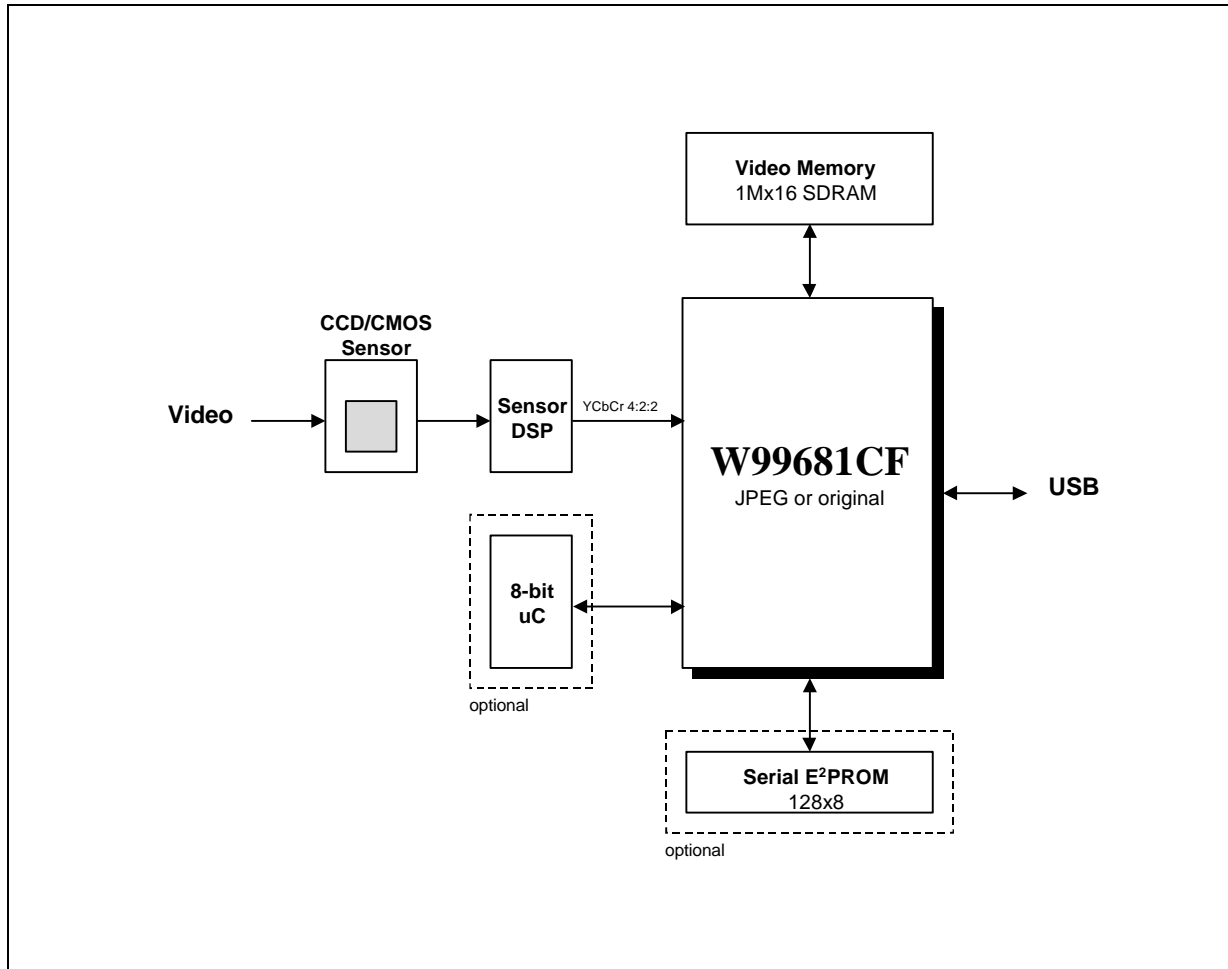 Video Memory
1Mx16 SDRAM
CCD/CMOS
Sensor
Video
Sensor
DSP
YCbCr 4:2:2
W99681CF
JPEG or original
USB
8-bit
uC
optional
Serial E²PROM
128x8
optional